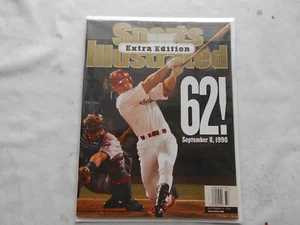 Sports
Extra Edition
Illustrated
62!
September 8, 1998